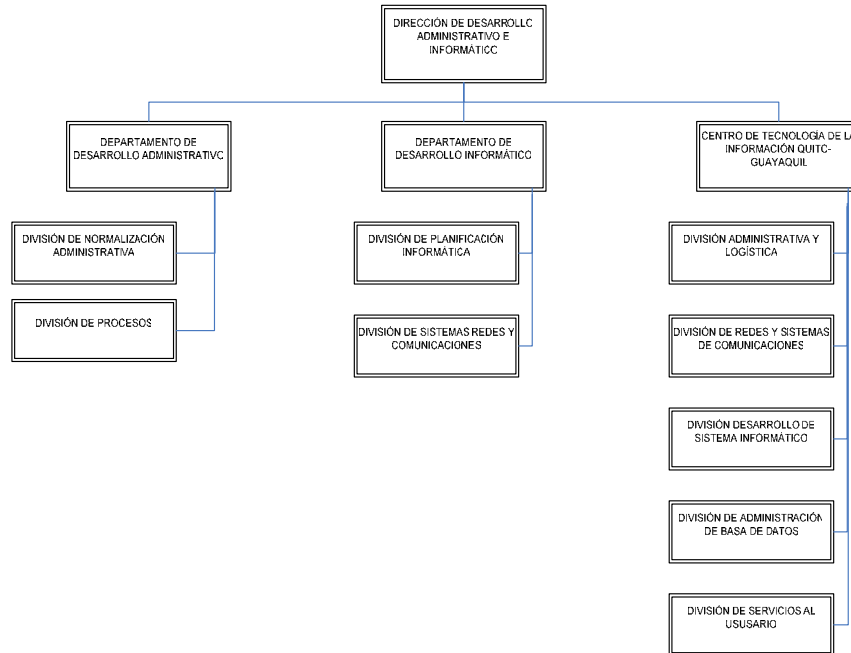 DIRECCIÓN DE DESARROLLO
ADMINISTRATIVO E
INFORMÁTICO
DEPARTAMENTO DE
DESARROLLO ADMINISTRATIVO
DEPARTAMENTO DE
DESARROLLO INFORMÁTICO
CENTRO DE TECNOLOGÍA DE LA
INFORMACIÓN QUITO-
GUAYAQUIL
DIVISIÓN DE NORMALIZACIÓN
ADMINISTRATIVA
DIVISIÓN DE PROCESOS
DIVISIÓN DE PLANIFICACIÓN
INFORMÁTICA
DIVISIÓN DE SISTEMAS REDES Y
COMUNICACIONES
DIVISIÓN ADMINISTRATIVA Y
LOGÍSTICA
DIVISIÓN DE REDES Y SISTEMAS
DE COMUNICACIONES
DIVISIÓN DESARROLLO DE
SISTEMA INFORMÁTICO
DIVISIÓN DE ADMINISTRACIÓN
DE BASA DE DATOS
DIVISIÓN DE SERVICIOS AL
USUSARIO